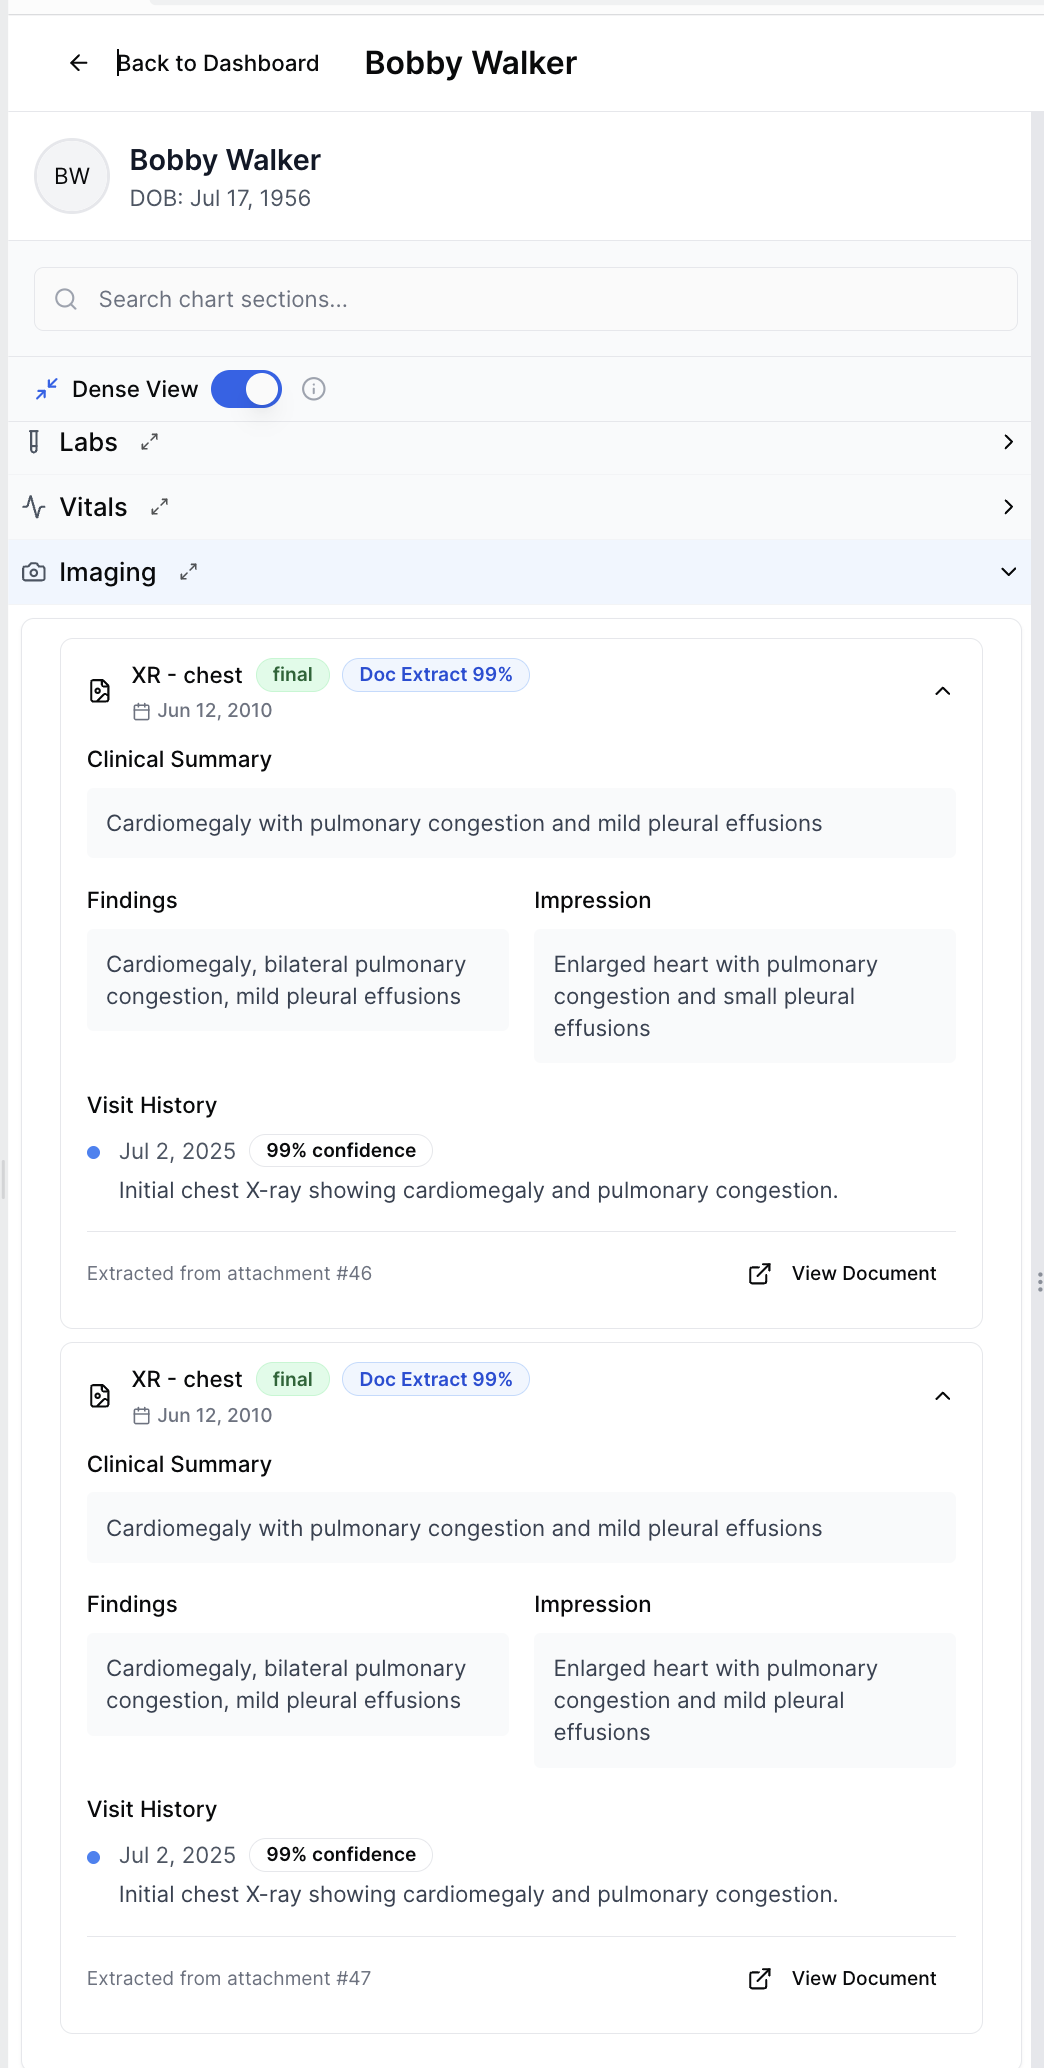 Back to Dashboard
Bobby Walker
BW
Bobby Walker
DOB: Jul 17, 1956
Search chart sections...
Dense View
Labs
Vitals
Imaging
XR - chest
final
Doc Extract 99%
Jun 12, 2010
Clinical Summary
Cardiomegaly with pulmonary congestion and mild pleural effusions
Findings
Cardiomegaly, bilateral pulmonary
congestion, mild pleural effusions
Impression
Enlarged heart with pulmonary
congestion and small pleural
effusions
Visit History
Jul 2, 2025
99% confidence
Initial chest X-ray showing cardiomegaly and pulmonary congestion.
Extracted from attachment #46
View Document
XR - chest
final
Doc Extract 99%
Jun 12, 2010
Clinical Summary
Cardiomegaly with pulmonary congestion and mild pleural effusions
Findings
Cardiomegaly, bilateral pulmonary
congestion, mild pleural effusions
Impression
Enlarged heart with pulmonary
congestion and mild pleural
effusions
Visit History
Jul 2, 2025
99% confidence
Initial chest X-ray showing cardiomegaly and pulmonary congestion.
Extracted from attachment #47
View Document